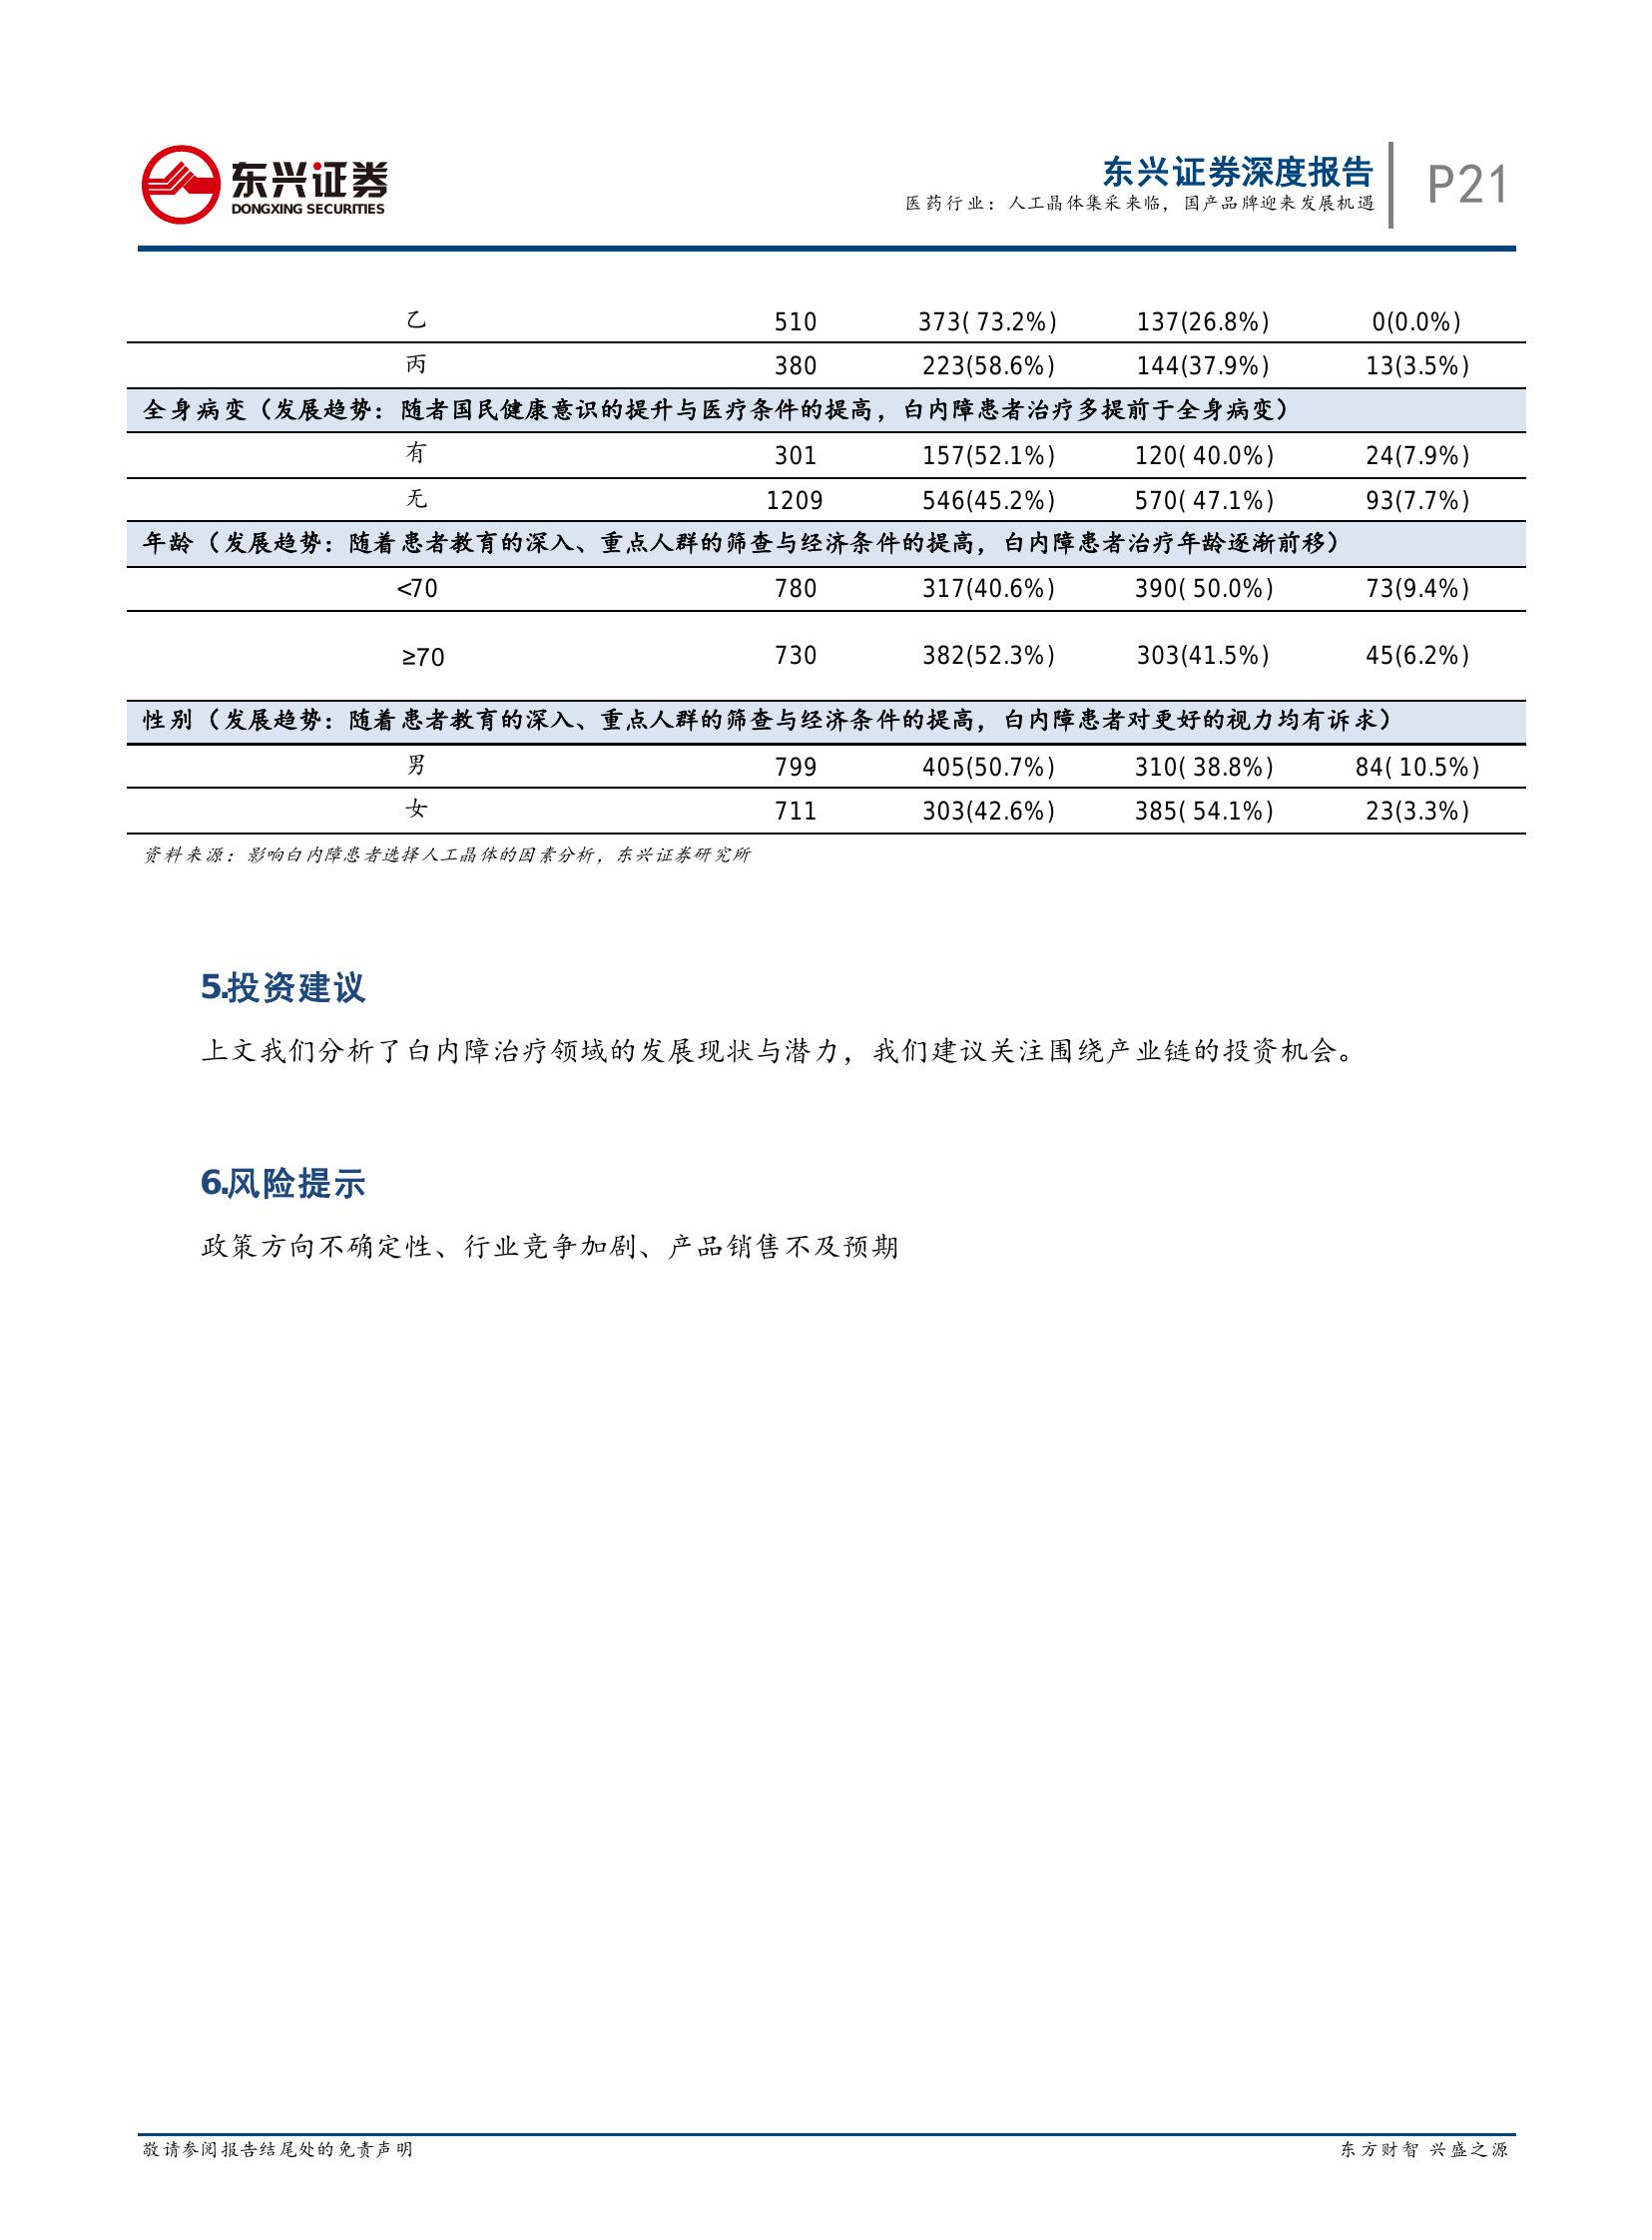 东兴证券
DONGXING SECURITIES
东兴证券深度报告
医药行业：人工晶体集采来临，国产品牌迎来发展机遇
P21
乙 510 373( 73.2%) 137(26.8%) 0(0.0%)
丙 380 223(58.6%) 144(37.9%) 13(3.5%)
全身病变（发展趋势：随者国民健康意识的提升与医疗条件的提高，白内障患者治疗多提前于全身病变）
有 301 157(52.1%) 120( 40.0%) 24(7.9%)
无 1209 546(45.2%) 570( 47.1%) 93(7.7%)
年龄（发展趋势：随着患者教育的深入、重点人群的筛查与经济条件的提高，白内障患者治疗年龄逐渐前移）
<70 780 317(40.6%) 390( 50.0%) 73(9.4%)
≥70 730 382(52.3%) 303(41.5%) 45(6.2%)
性别（发展趋势：随着患者教育的深入、重点人群的筛查与经济条件的提高，白内障患者对更好的视力均有诉求）
男 799 405(50.7%) 310( 38.8%) 84( 10.5%)
女 711 303(42.6%) 385( 54.1%) 23(3.3%)
资料来源：影响白内障患者选择人工晶体的因素分析，东兴证券研究所
5.投资建议
上文我们分析了白内障治疗领域的发展现状与潜力，我们建议关注围绕产业链的投资机会。
6.风险提示
政策方向不确定性、行业竞争加剧、产品销售不及预期
敬请参阅报告结尾处的免责声明
东方财智 兴盛之源